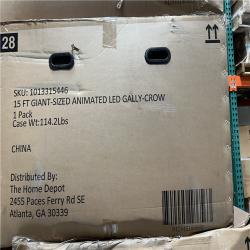 28
SKU: 1013315446
15 FT GIANT-SIZED ANIMATED LED GALLY-CROW
1 Pack
Case Wt:114.2Lbs
CHINA
Distributed By:
The Home Depot
2455 Paces Ferry Rd SE
Atlanta, GA 30339